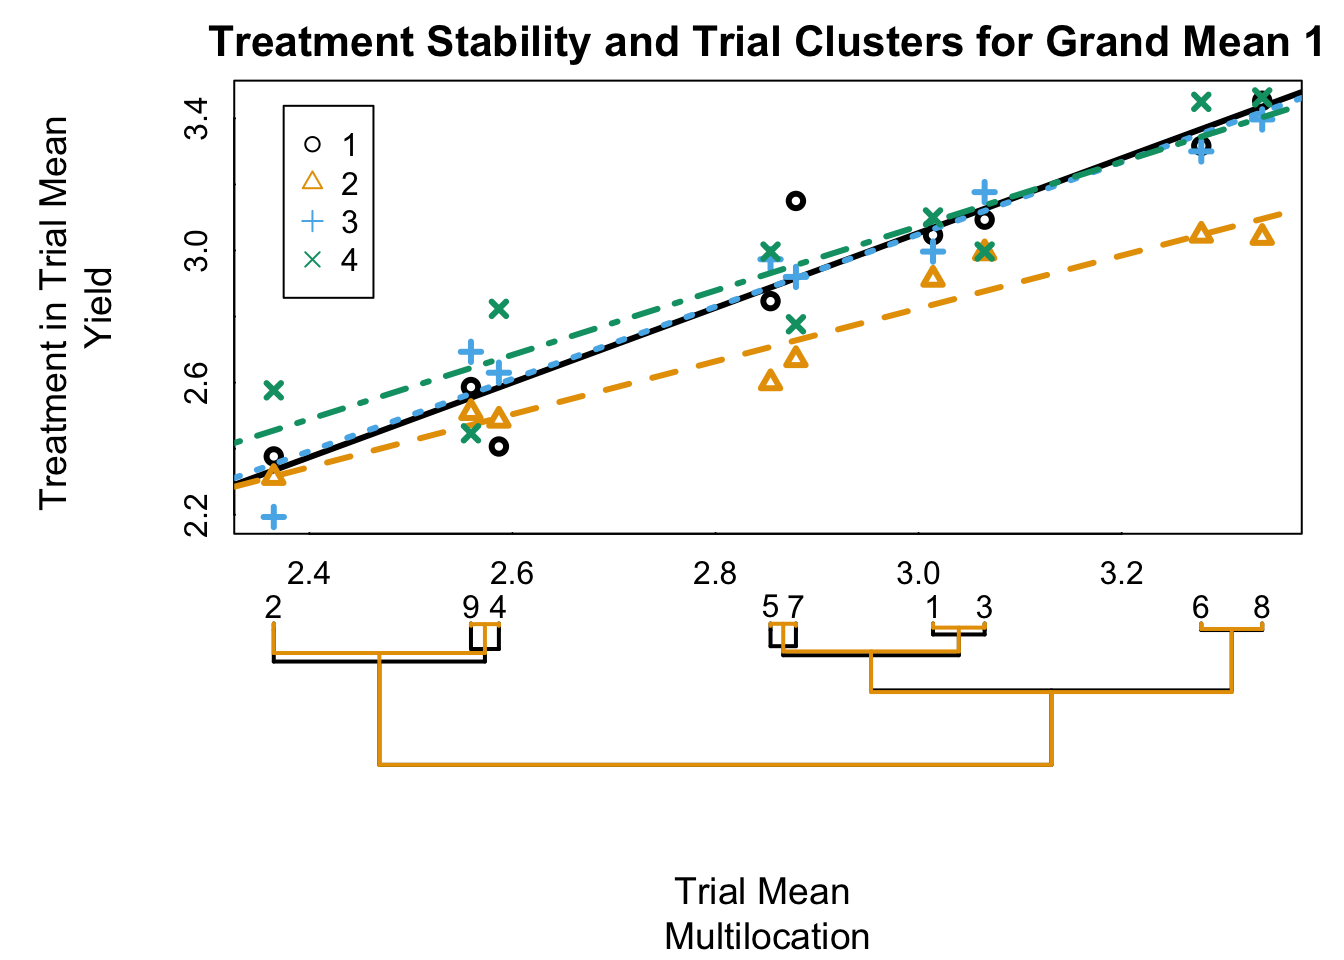 Treatment Stability and Trial Clusters for Grand Mean 1
Treatment in Trial Mean
Yield
3.4
3.0
2.6
2.2
1
2
3
4
2.4 2.6 2.8 3.0 3.2
2 9 4 5 7 1 3 6 8
Trial Mean
Multilocation